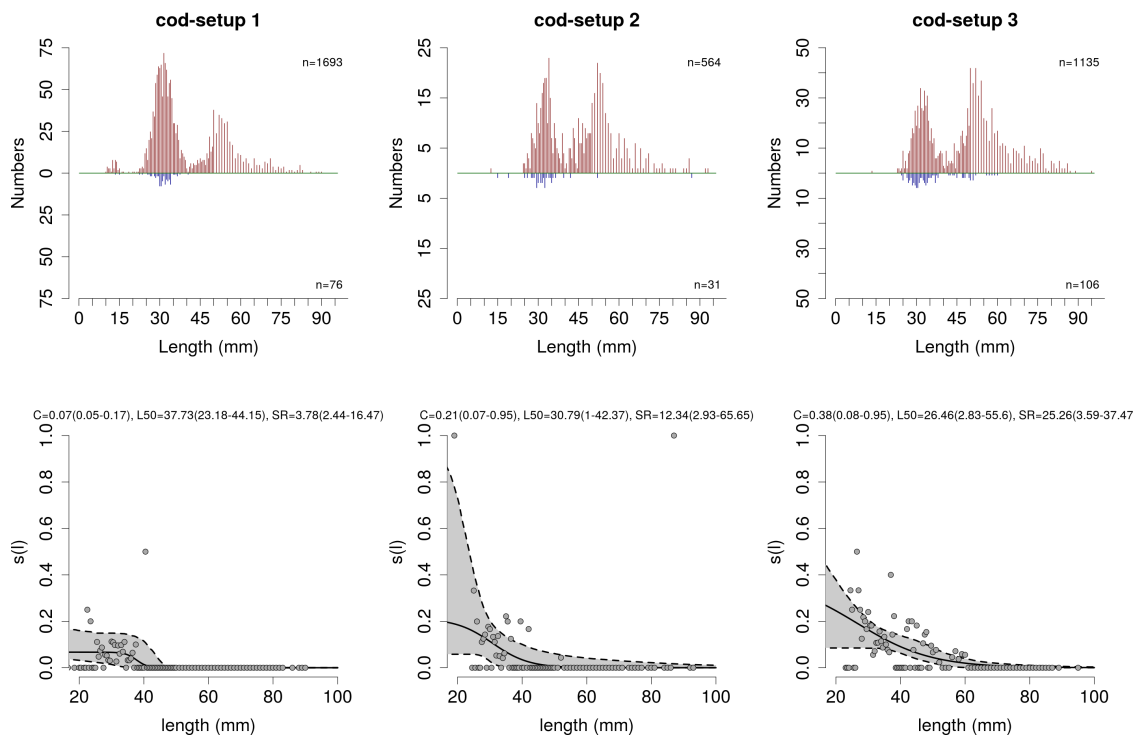 cod-setup 1
cod-setup 2
cod-setup 3
75
50
25
0
25
50
75
Numbers
n=1693
n=76
0 15 30 45 60 75 90
Length (mm)
25
15
5
5
15
25
Numbers
n=564
n=31
0 15 30 45 60 75 90
Length (mm)
50
30
10
10
30
50
Numbers
n=1135
n=106
0 15 30 45 60 75 90
Length (mm)
C=0.07(0.05-0.17), L50=37.73(23.18-44.15), SR=3.78(2.44-16.47)
1.0
0.8
0.6
0.4
0.2
0.0
s(l)
20 40 60 80 100
length (mm)
C=0.21(0.07-0.95), L50=30.79(1-42.37), SR=12.34(2.93-65.65)
1.0
0.8
0.6
0.4
0.2
0.0
s(l)
20 40 60 80 100
length (mm)
C=0.38(0.08-0.95), L50=26.46(2.83-55.6), SR=25.26(3.59-37.47
1.0
0.8
0.6
0.4
0.2
0.0
s(l)
20 40 60 80 100
length (mm)